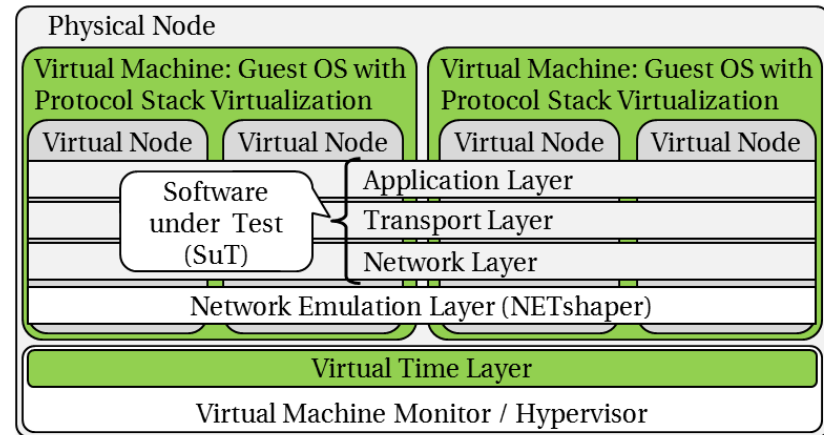 Physical Node
Virtual Machine: Guest OS with
Protocol Stack Virtualization
Virtual Machine: Guest OS with
Protocol Stack Virtualization
Virtual Node
Virtual Node
Virtual Node
Virtual Node
Software
under Test
(SuT)
Application Layer
Transport Layer
Network Layer
Network Emulation Layer (NETshaper)
Virtual Time Layer
Virtual Machine Monitor / Hypervisor